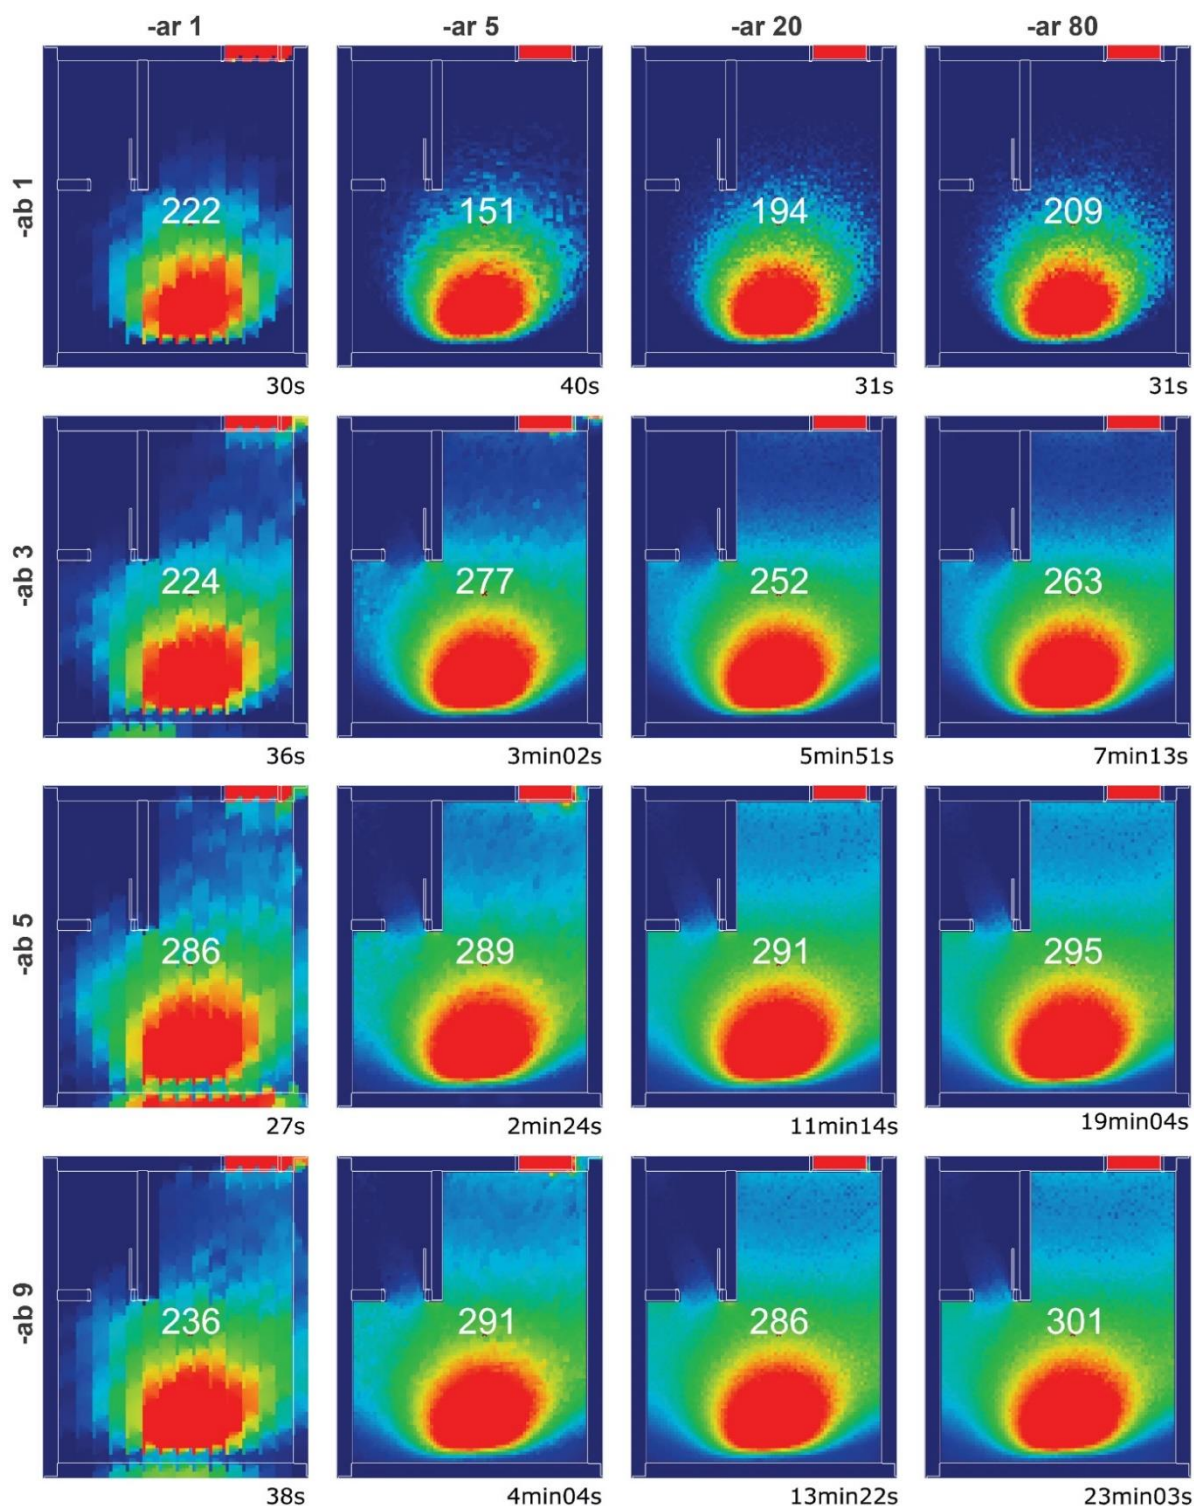 -ar 1 -ar 5 -ar 20 -ar 80
-ab 1
222 151 194 209
30s 40s 31s 31s
-ab 3
224 277 252 263
36s 3min02s 5min51s 7min13s
-ab 5
286 289 291 295
27s 2min24s 11min14s 19min04s
-ab 9
236 291 286 301
38s 4min04s 13min22s 23min03s